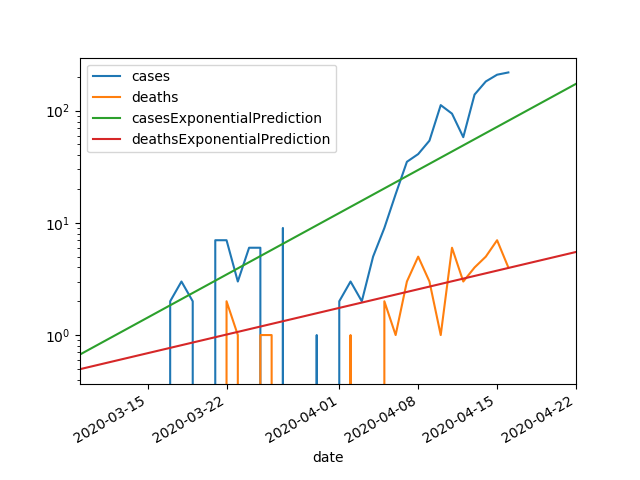 cases
deaths
casesExponentialPrediction
deathsExponentialPrediction
10²
10¹
10⁰
2020-03-15
2020-03-22
2020-04-01
2020-04-08
2020-04-15
2020-04-22
date